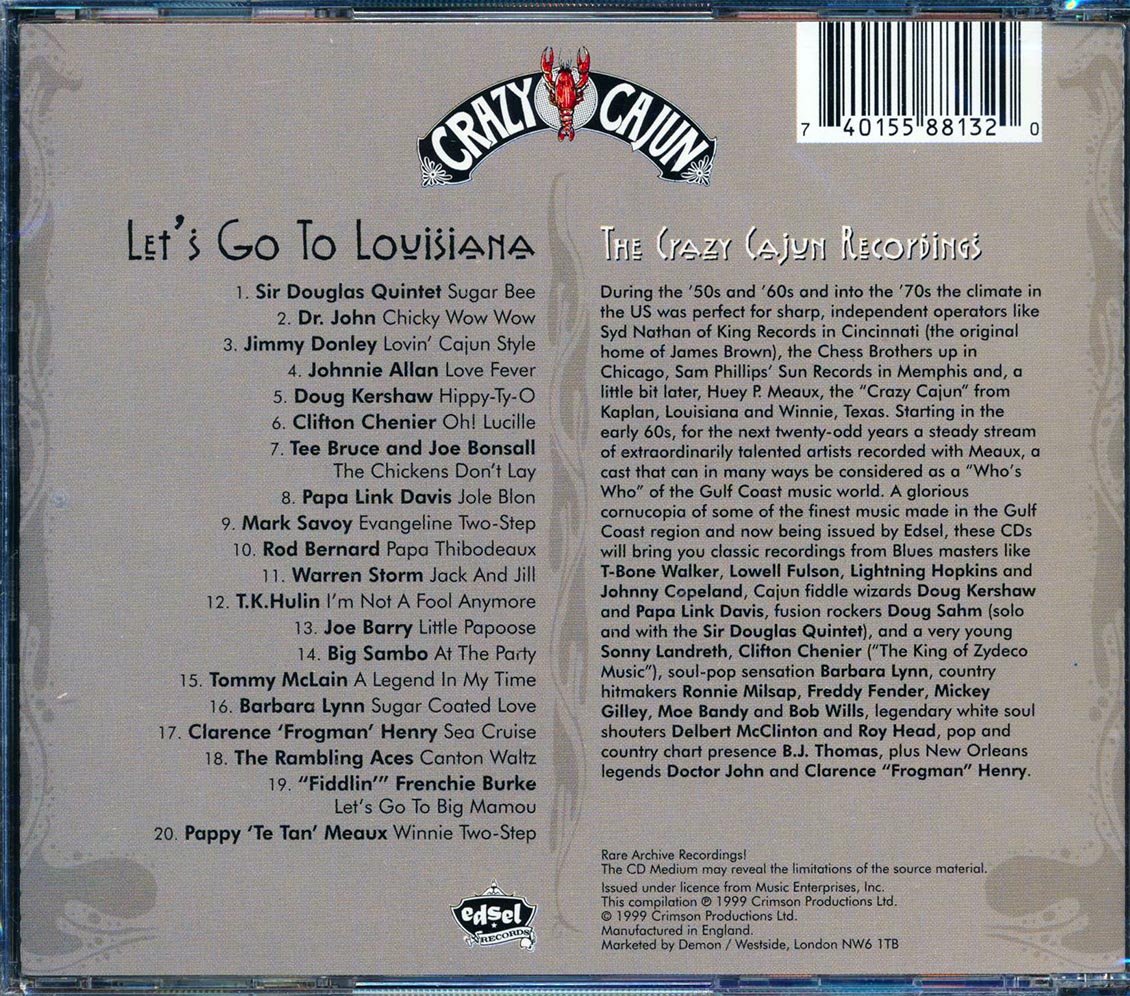 CRAZY CAJUN
7 40155 88132 0
Let's Go To Louisiana
1. Sir Douglas Quintet Sugar Bee
2. Dr. John Chicky Wow Wow
3. Jimmy Donley Lovin' Cajun Style
4. Johnnie Allan Love Fever
5. Doug Kershaw Hippy-Ty-O
6. Clifton Chenier Oh! Lucille
7. Tee Bruce and Joe Bonsall
The Chickens Don't Lay
8. Papa Link Davis Jole Blon
9. Mark Savoy Evangeline Two-Step
10. Rod Bernard Papa Thibodeaux
11. Warren Storm Jack And Jill
12. T.K.Hulin I'm Not A Fool Anymore
13. Joe Barry Little Papoose
14. Big Sambo At The Party
15. Tommy McLain A Legend In My Time
16. Barbara Lynn Sugar Coated Love
17. Clarence 'Frogman' Henry Sea Cruise
18. The Rambling Aces Canton Waltz
19. "Fiddlin'" Frenchie Burke
Let's Go To Big Mamou
20. Pappy 'Te Tan' Meaux Winnie Two-Step
edsel
RECORDS
The Crazy Cajun Recordings
During the '50s and '60s and into the '70s the climate in
the US was perfect for sharp, independent operators like
Syd Nathan of King Records in Cincinnati (the original
home of James Brown), the Chess Brothers up in
Chicago, Sam Phillips' Sun Records in Memphis and, a
little bit later, Huey P. Meaux, the "Crazy Cajun" from
Kaplan, Louisiana and Winnie, Texas. Starting in the
early 60s, for the next twenty-odd years a steady stream
of extraordinarily talented artists recorded with Meaux, a
cast that can in many ways be considered as a "Who's
Who" of the Gulf Coast music world. A glorious
cornucopia of some of the finest music made in the Gulf
Coast region and now being issued by Edsel, these CDs
will bring you classic recordings from Blues masters like
T-Bone Walker, Lowell Fulson, Lightning Hopkins and
Johnny Copeland, Cajun fiddle wizards Doug Kershaw
and Papa Link Davis, fusion rockers Doug Sahm (solo
and with the Sir Douglas Quintet), and a very young
Sonny Landreth, Clifton Chenier ("The King of Zydeco
Music"), soul-pop sensation Barbara Lynn, country
hitmakers Ronnie Milsap, Freddy Fender, Mickey
Gilley, Moe Bandy and Bob Wills, legendary white soul
shouters Delbert McClinton and Roy Head, pop and
country chart presence B.J. Thomas, plus New Orleans
legends Doctor John and Clarence "Frogman" Henry.
Rare Archive Recordings!
The CD Medium may reveal the limitations of the source material.
Issued under licence from Music Enterprises, Inc.
This compilation ℗ 1999 Crimson Productions Ltd.
© 1999 Crimson Productions Ltd.
Manufactured in England.
Marketed by Demon / Westside, London NW6 1TB